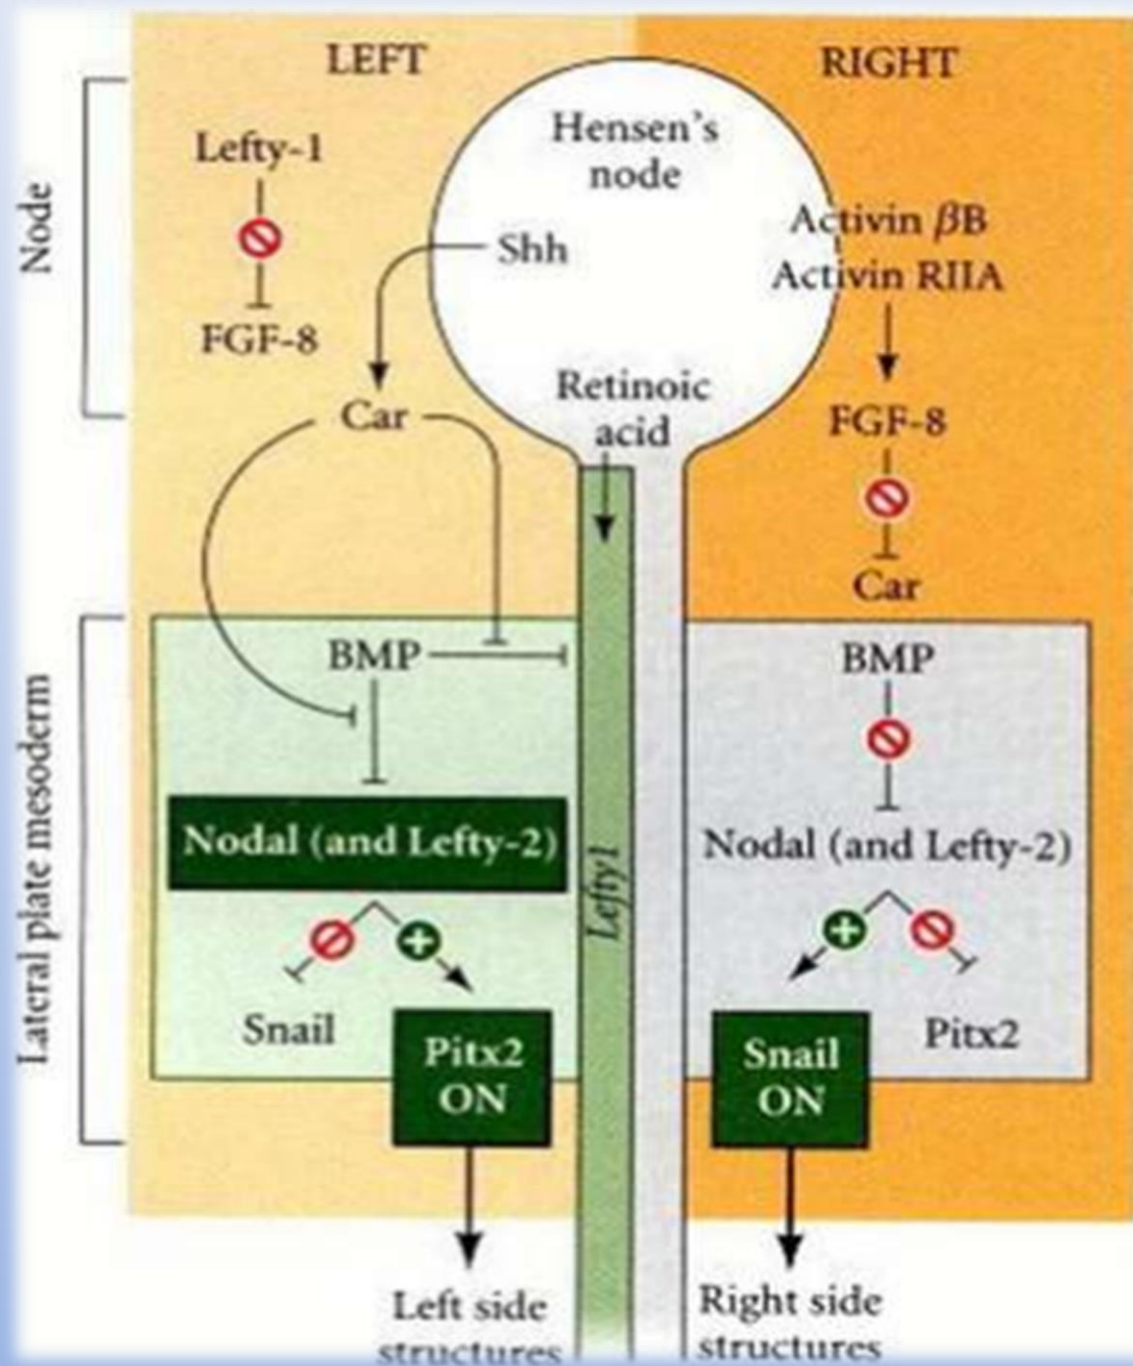 LEFT
RIGHT
Node
Lefty-1
FGF-8
Hensen's
node
Shh
Activin βB
Activin RIIA
Car
Retinoic
acid
FGF-8
Car
Lateral plate mesoderm
BMP
BMP
Nodal (and Lefty-2)
Lefty1
Nodal (and Lefty-2)
Snail
Pitx2
ON
Snail
ON
Pitx2
Left side
structures
Right side
structures